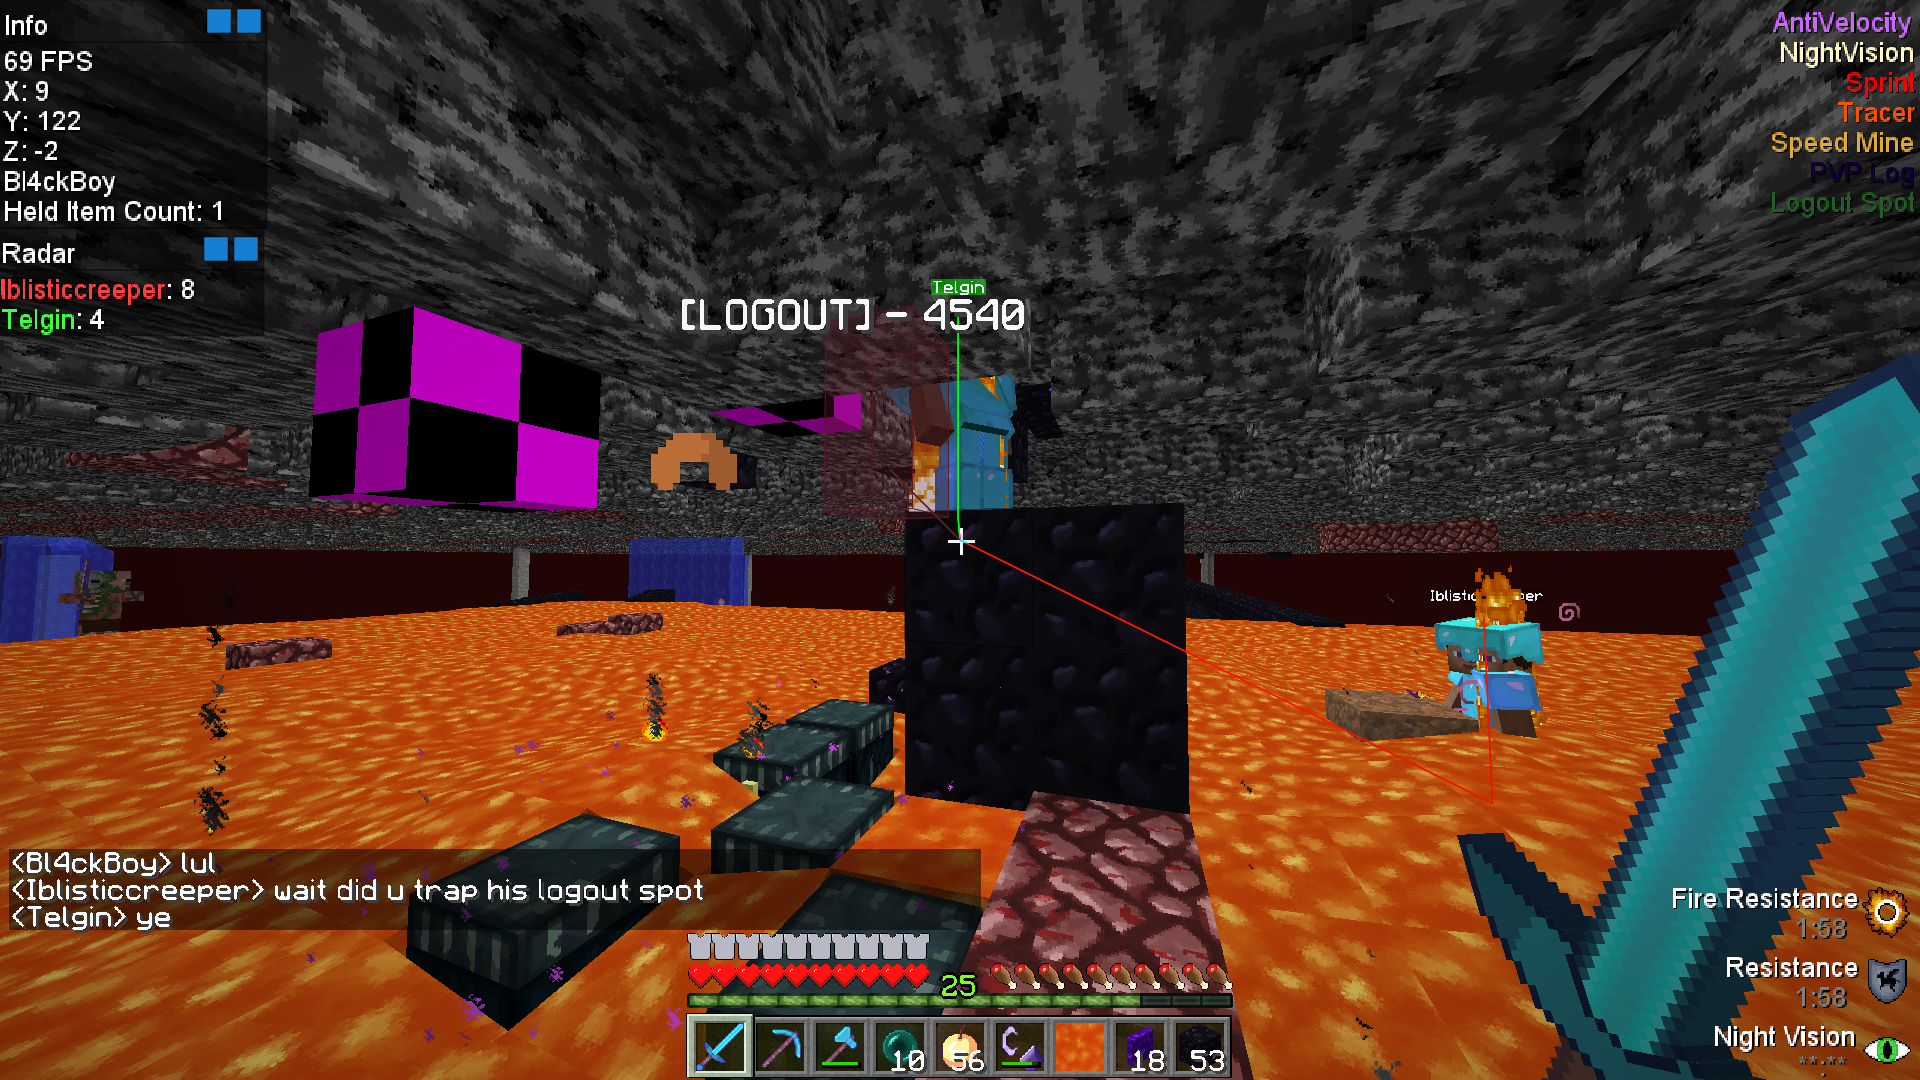 Info
69 FPS
X: 9
Y: 122
Z: -2
Bl4ckBoy
Held Item Count: 1
Radar
Iblisticcreeper: 8
Telgin: 4
AntiVelocity
NightVision
Sprint
Tracer
Speed Mine
PVP Log
Logout Spot
Telgin
[LOGOUT] - 4540
<Bl4ckBoy> lul
<Iblisticcreeper> wait did u trap his logout spot
<Telgin> ye
25
10
56
18
53
Fire Resistance
1:58
Resistance
1:58
Night Vision
**:**